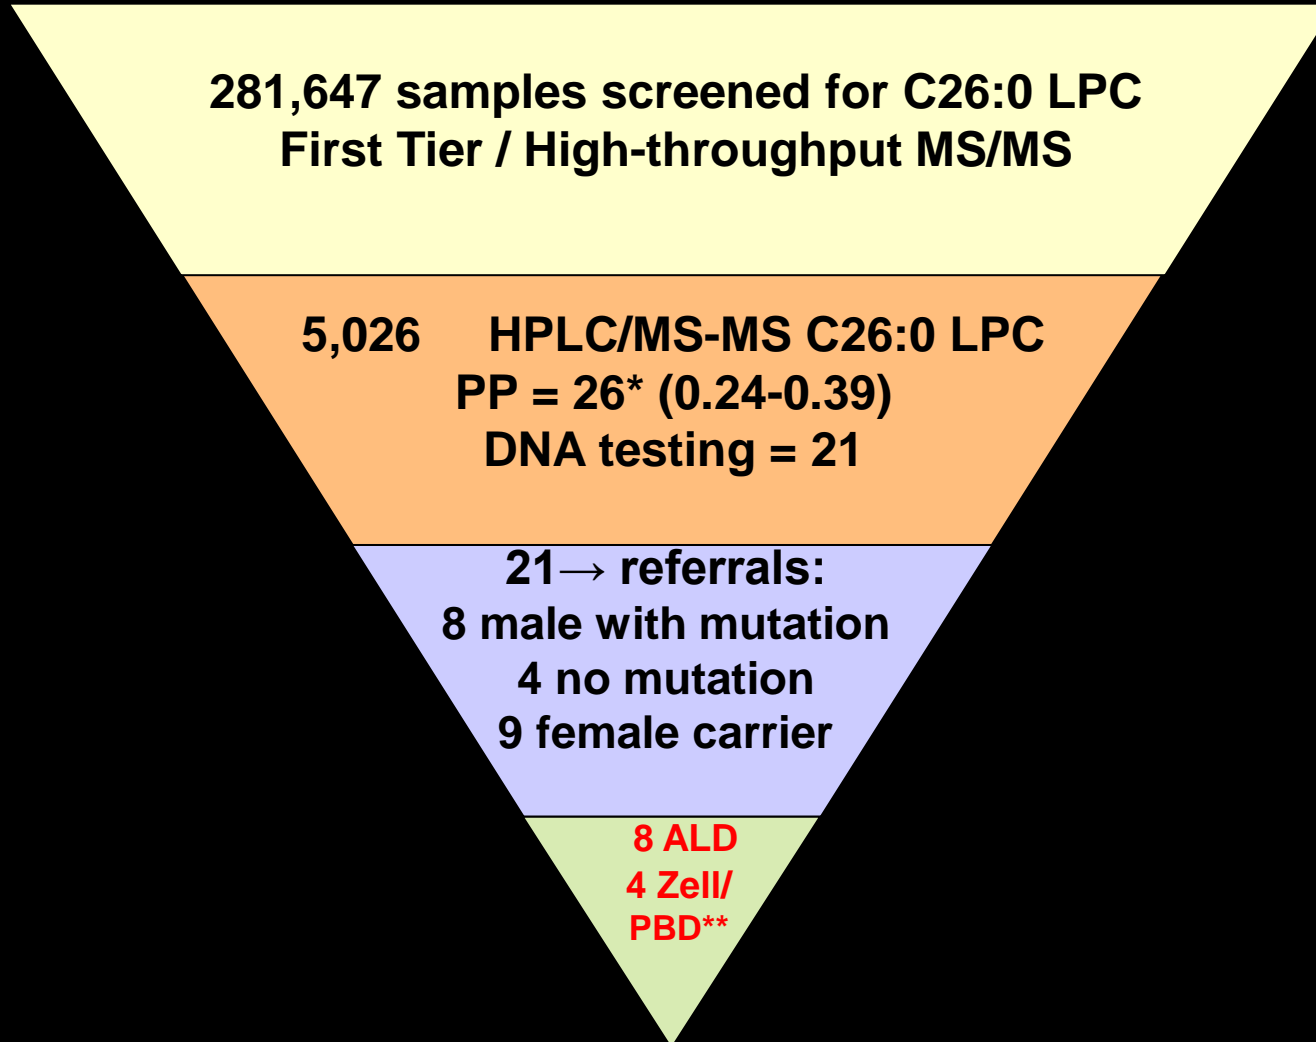 281,647 samples screened for C26:0 LPC
First Tier / High-throughput MS/MS
5,026 HPLC/MS-MS C26:0 LPC
PP = 26* (0.24-0.39)
DNA testing = 21
21→ referrals:
8 male with mutation
4 no mutation
9 female carrier
8 ALD
4 Zell/
PBD**